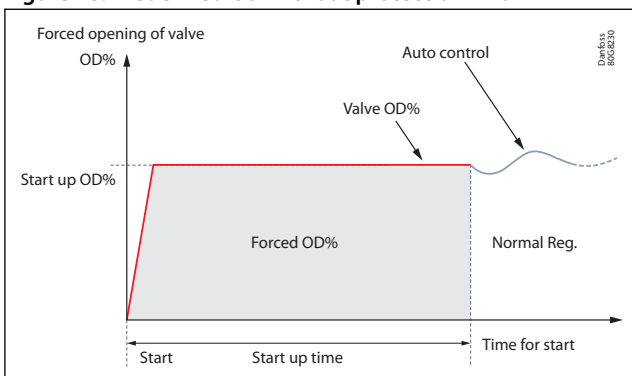 Forced opening of valve
OD%
Auto control
Danfoss
80G8230
Valve OD%
Start up OD%
Forced OD%
Normal Reg.
Time for start
Start
Start up time